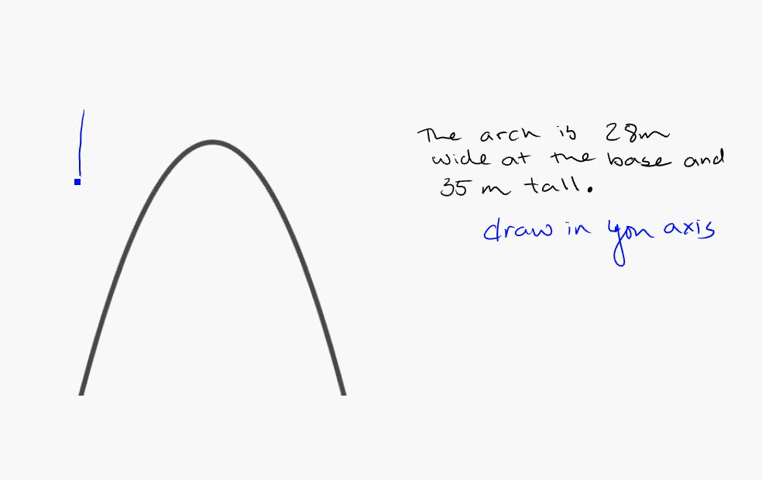 The arch is 28m
wide at the base and
35 m tall.
draw in your axis